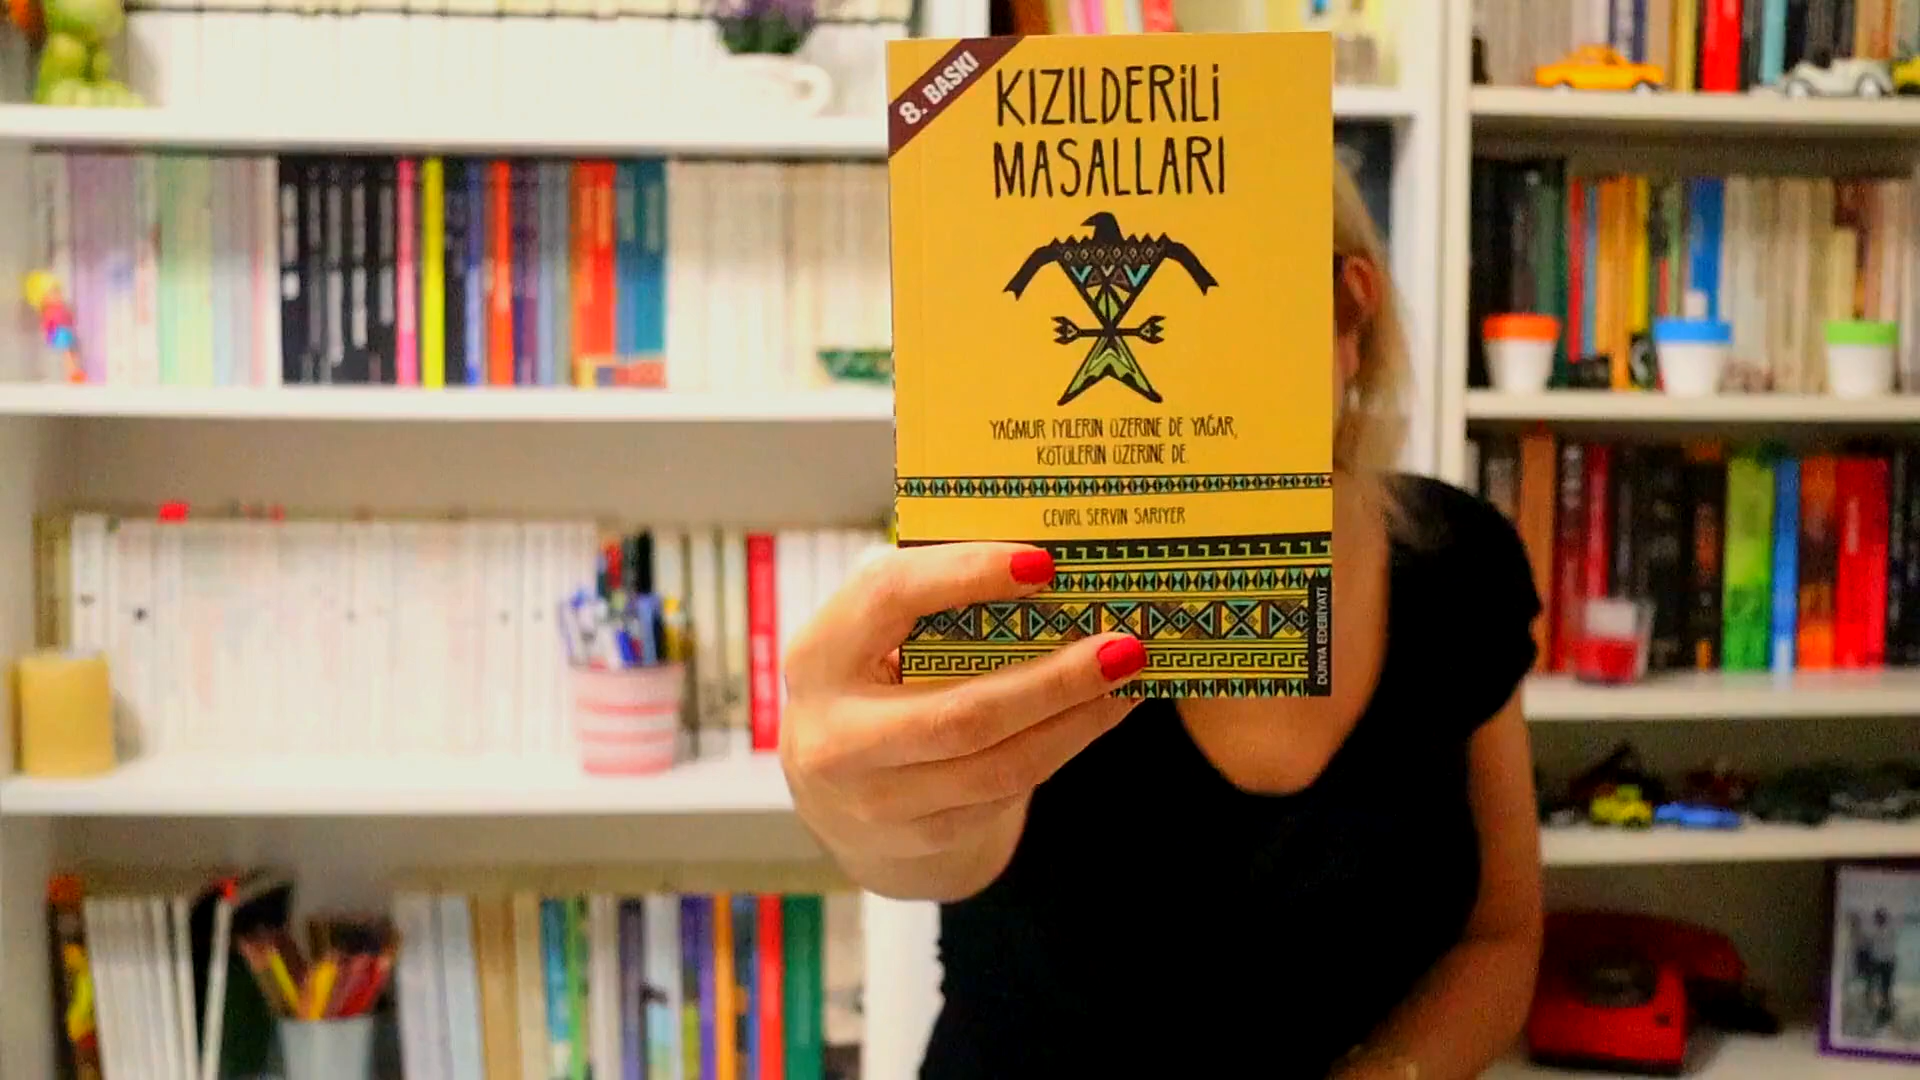 8. BASKI
KIZILDERİLİ
MASALLARI
YAĞMUR İYİLERİN ÜZERİNE DE YAĞAR,
KÖTÜLERİN ÜZERİNE DE.
ÇEVİRİ, SERVİN SARIYER
DÜNYA EDEBİYATI